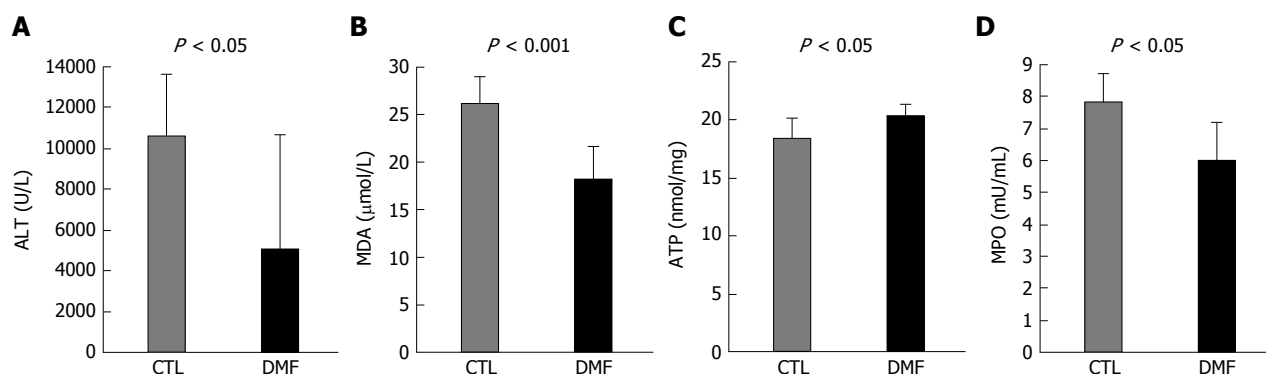 A
P < 0.05
ALT (U/L)
14000
12000
10000
8000
6000
4000
2000
0
CTL
DMF
B
P < 0.001
MDA (μmol/L)
30
25
20
15
10
5
0
CTL
DMF
C
P < 0.05
ATP (nmol/mg)
25
20
15
10
5
0
CTL
DMF
D
P < 0.05
MPO (mU/mL)
9
8
7
6
5
4
3
2
1
0
CTL
DMF